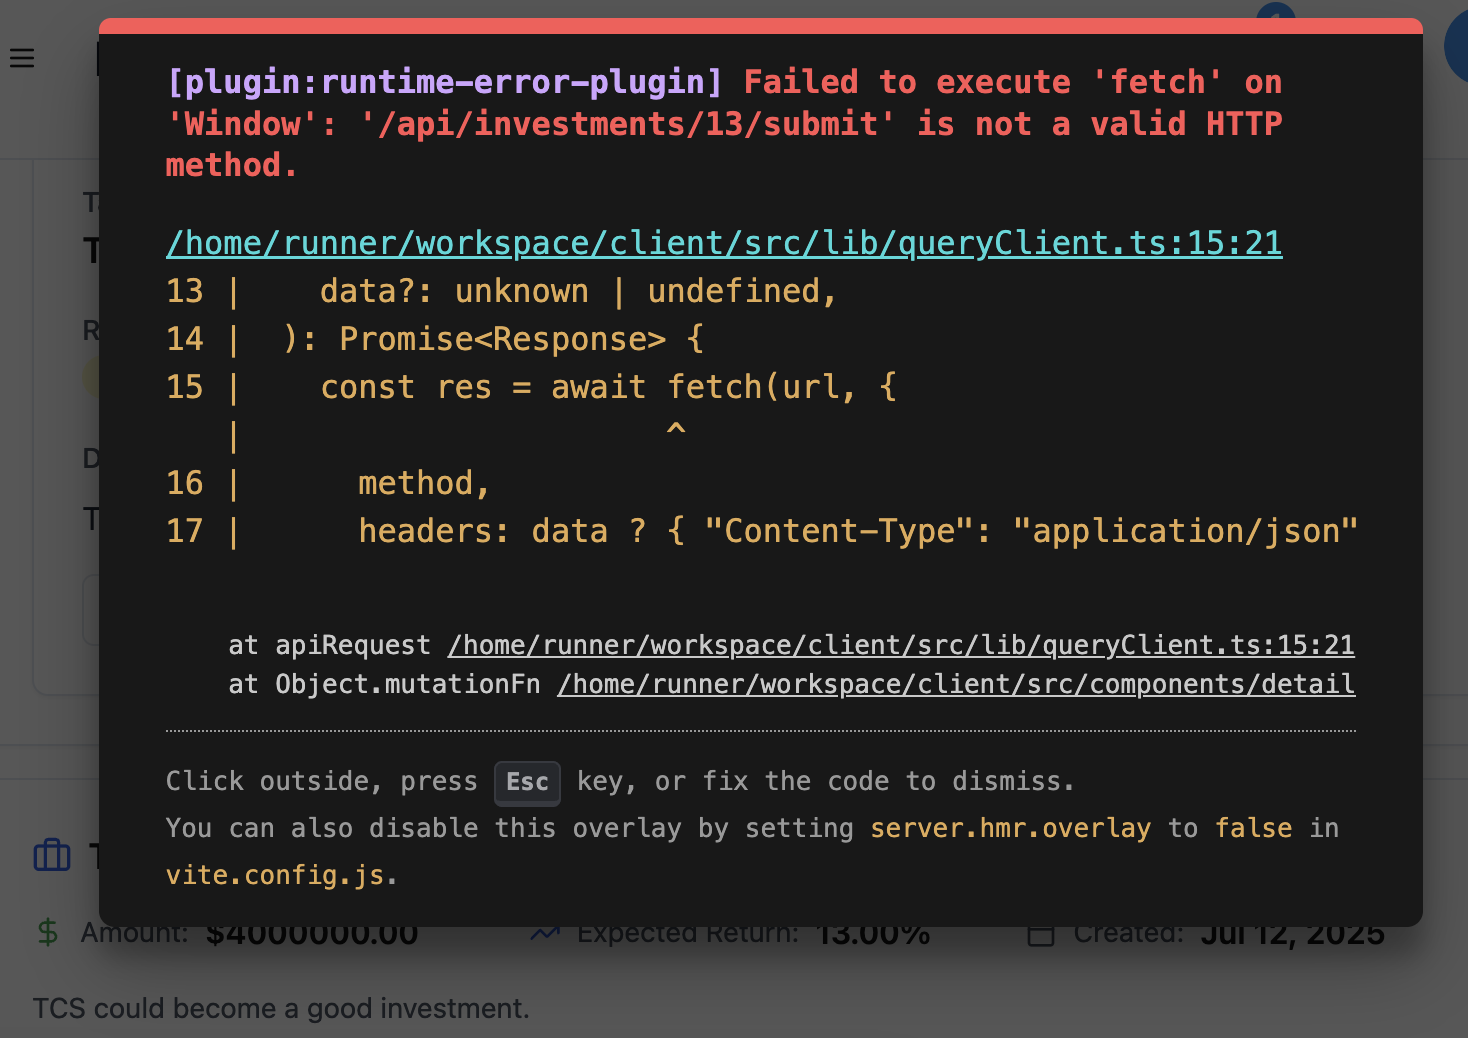 [plugin:runtime-error-plugin] Failed to execute 'fetch' on
'Window': '/api/investments/13/submit' is not a valid HTTP
method.
/home/runner/workspace/client/src/lib/queryClient.ts:15:21
13 |    data?: unknown | undefined,
14 |  ): Promise<Response> {
15 |    const res = await fetch(url, {
   |                      ^
16 |      method,
17 |      headers: data ? { "Content-Type": "application/json"
at apiRequest /home/runner/workspace/client/src/lib/queryClient.ts:15:21
at Object.mutationFn /home/runner/workspace/client/src/components/detail
Click outside, press Esc key, or fix the code to dismiss.
You can also disable this overlay by setting server.hmr.overlay to false in
vite.config.js.
Amount: $4000000.00 Expected Return: 13.00% Created: Jul 12, 2025
TCS could become a good investment.